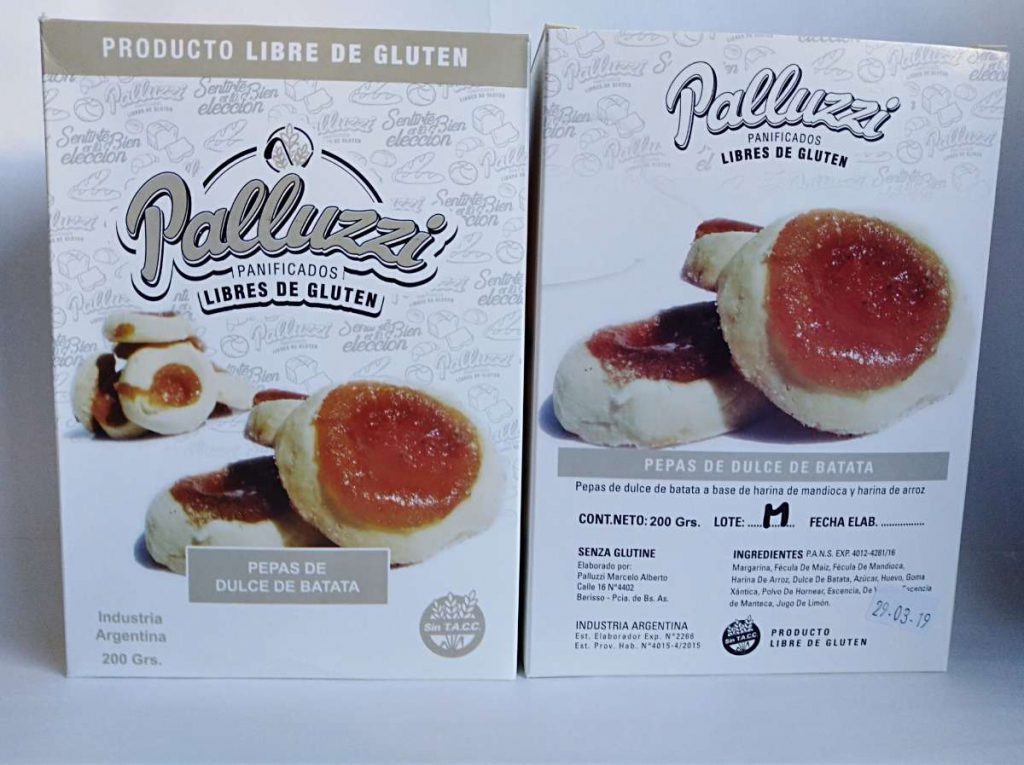 PRODUCTO LIBRE DE GLUTEN
Palluzzi
PANIFICADOS
LIBRES DE GLUTEN
PEPAS DE
DULCE DE BATATA
Industria
Argentina
200 Grs.
Sin T.A.C.C.
Palluzzi
PANIFICADOS
LIBRES DE GLUTEN
PEPAS DE DULCE DE BATATA
Pepas de dulce de batata a base de harina de mandioca y harina de arroz
CONT.NETO: 200 Grs. LOTE: .....M.... FECHA ELAB. ................
SENZA GLUTINE
Elaborado por:
Palluzzi Marcelo Alberto
Calle 16 N°4402
Berisso - Pcia. de Bs. As.
INDUSTRIA ARGENTINA
Est. Elaborador Exp. N°2266
Est. Prov. Hab. N°4015-4/2015
INGREDIENTES P.A.N.S. EXP. 4012-4281/16
Margarina, Fécula De Maiz, Fécula De Mandioca,
Harina De Arroz, Dulce De Batata, Azúcar, Huevo, Goma
Xántica, Polvo De Hornear, Escencia, De
de Manteca, Jugo De Limón.
29-03-19
Sin T.A.C.C.
PRODUCTO
LIBRE DE GLUTEN